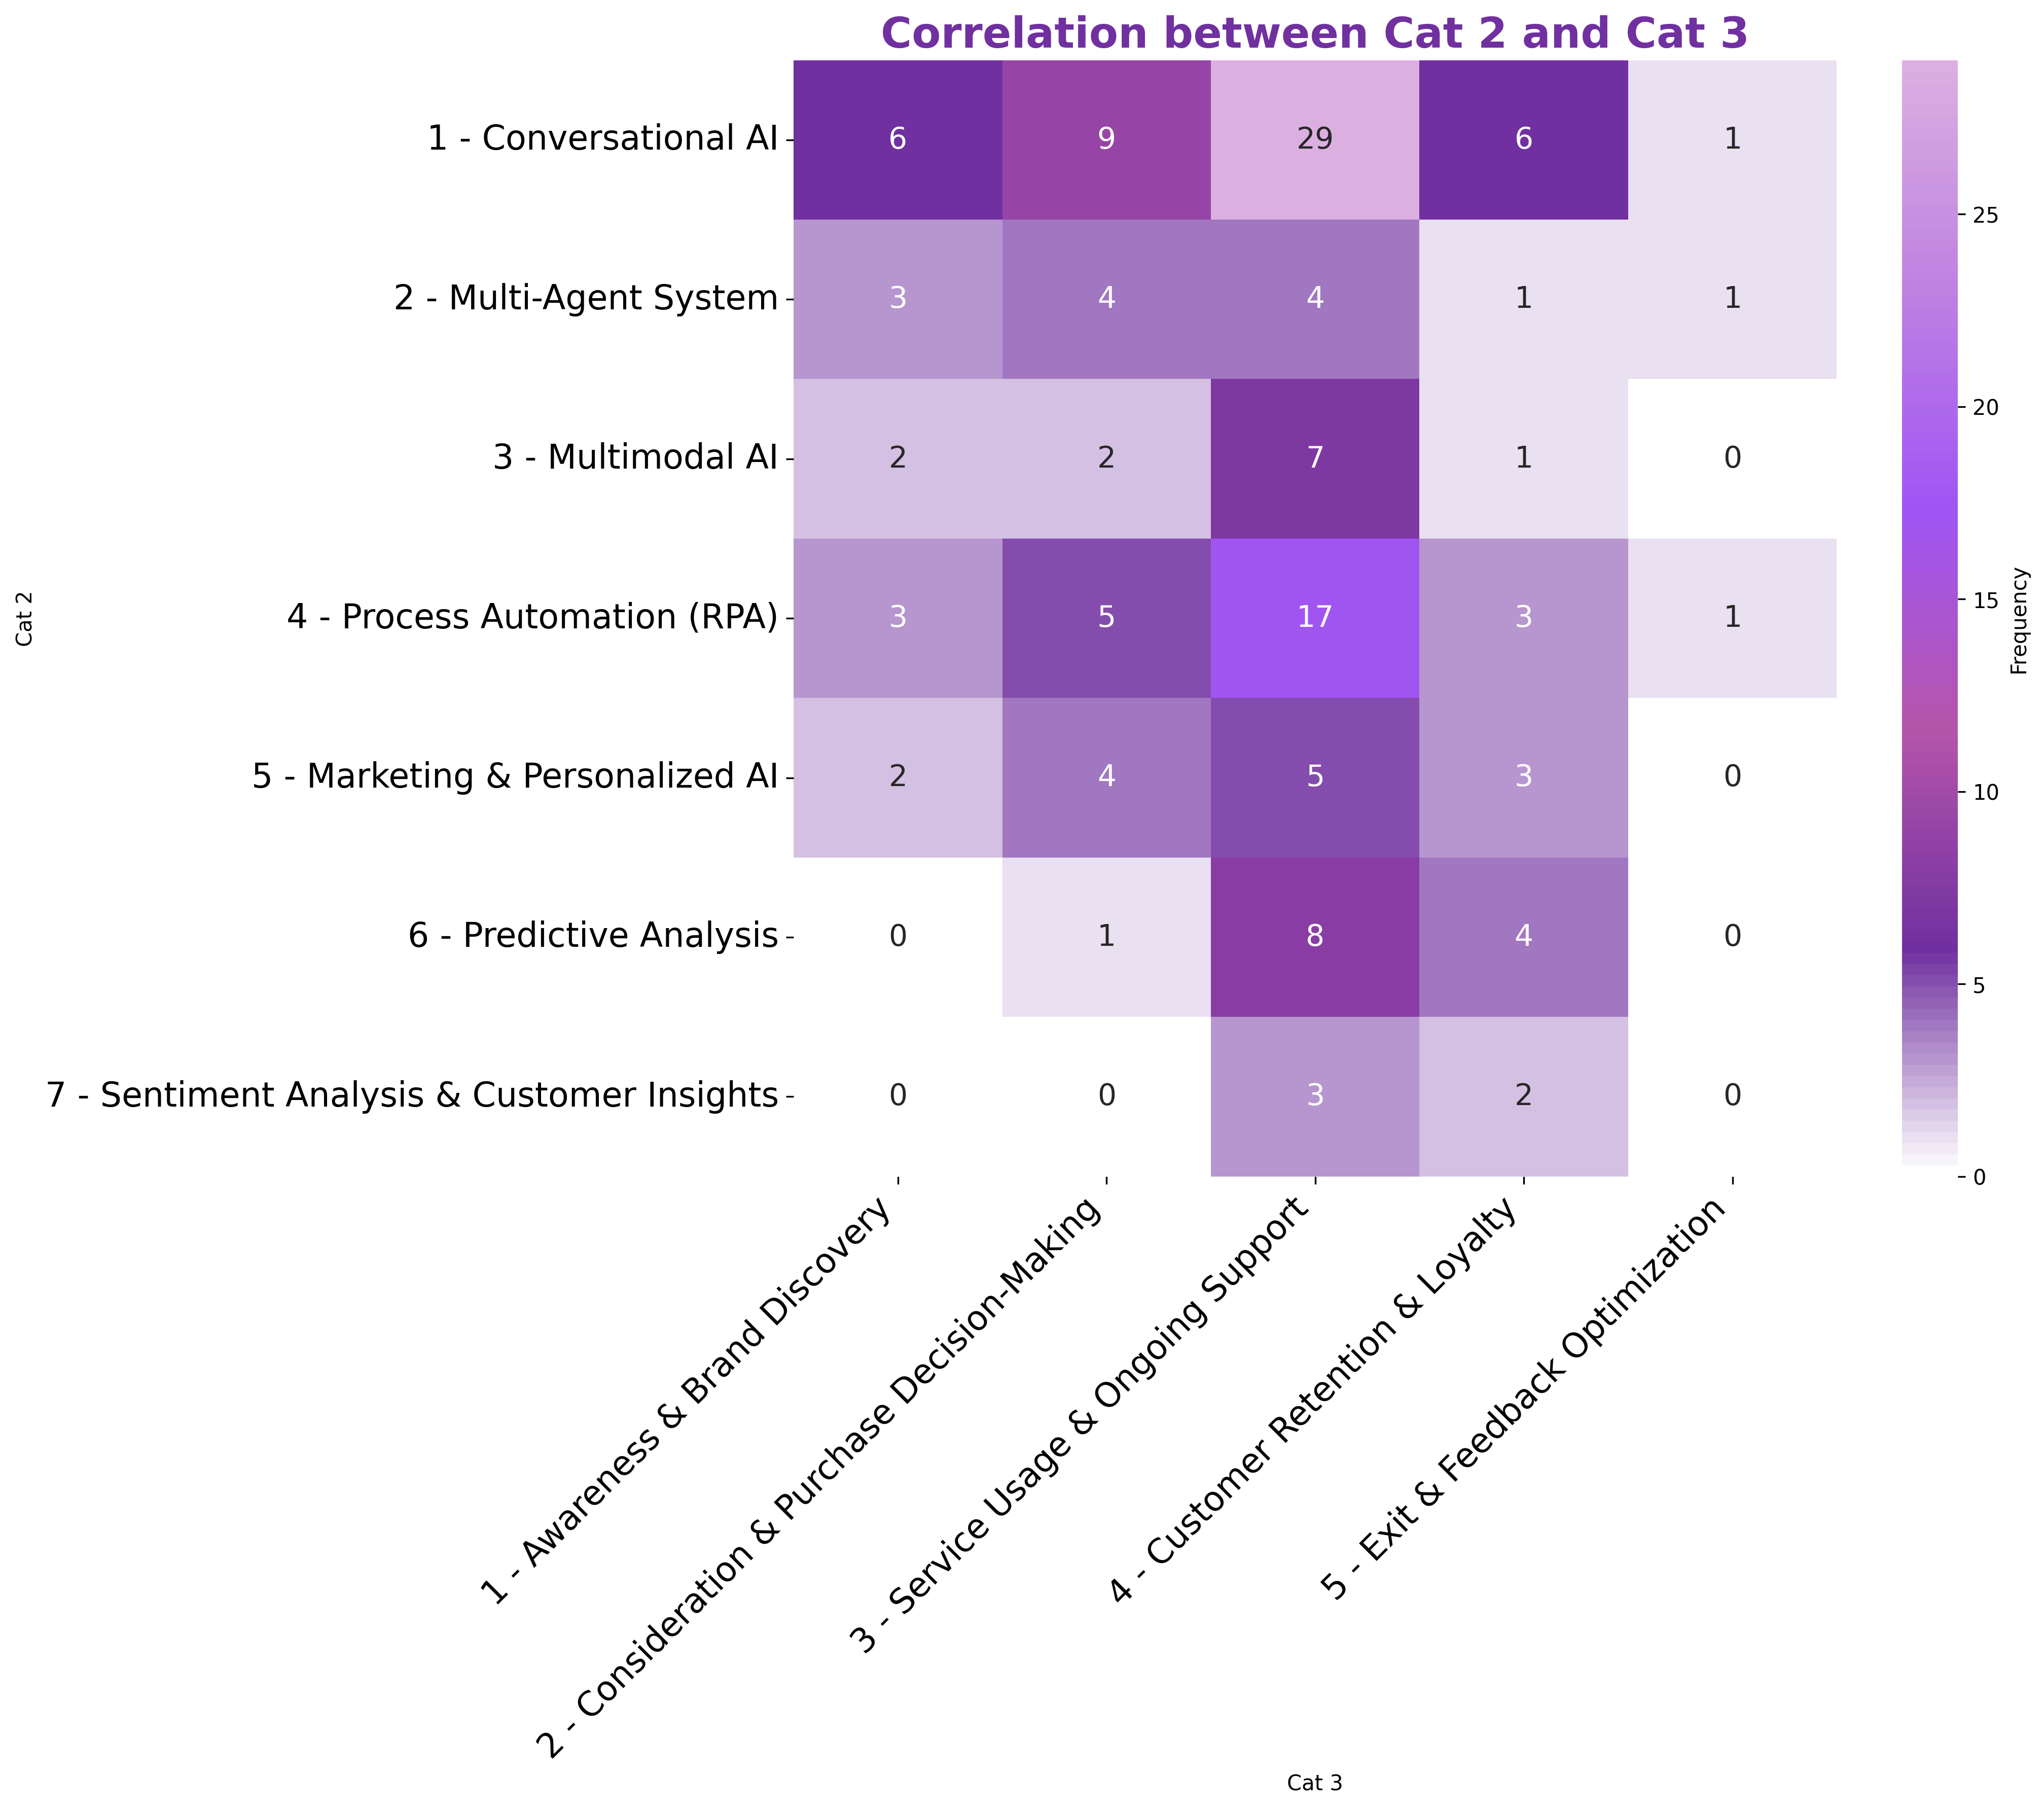 Correlation between Cat 2 and Cat 3
1 - Conversational AI 6 9 29 6 1
2 - Multi-Agent System 3 4 4 1 1
3 - Multimodal AI 2 2 7 1 0
4 - Process Automation (RPA) 3 5 17 3 1
5 - Marketing & Personalized AI 2 4 5 3 0
6 - Predictive Analysis 0 1 8 4 0
7 - Sentiment Analysis & Customer Insights 0 0 3 2 0
Cat 2
1 - Awareness & Brand Discovery
2 - Consideration & Purchase Decision-Making
3 - Service Usage & Ongoing Support
4 - Customer Retention & Loyalty
5 - Exit & Feedback Optimization
Cat 3
25
20
15
10
5
0
Frequency